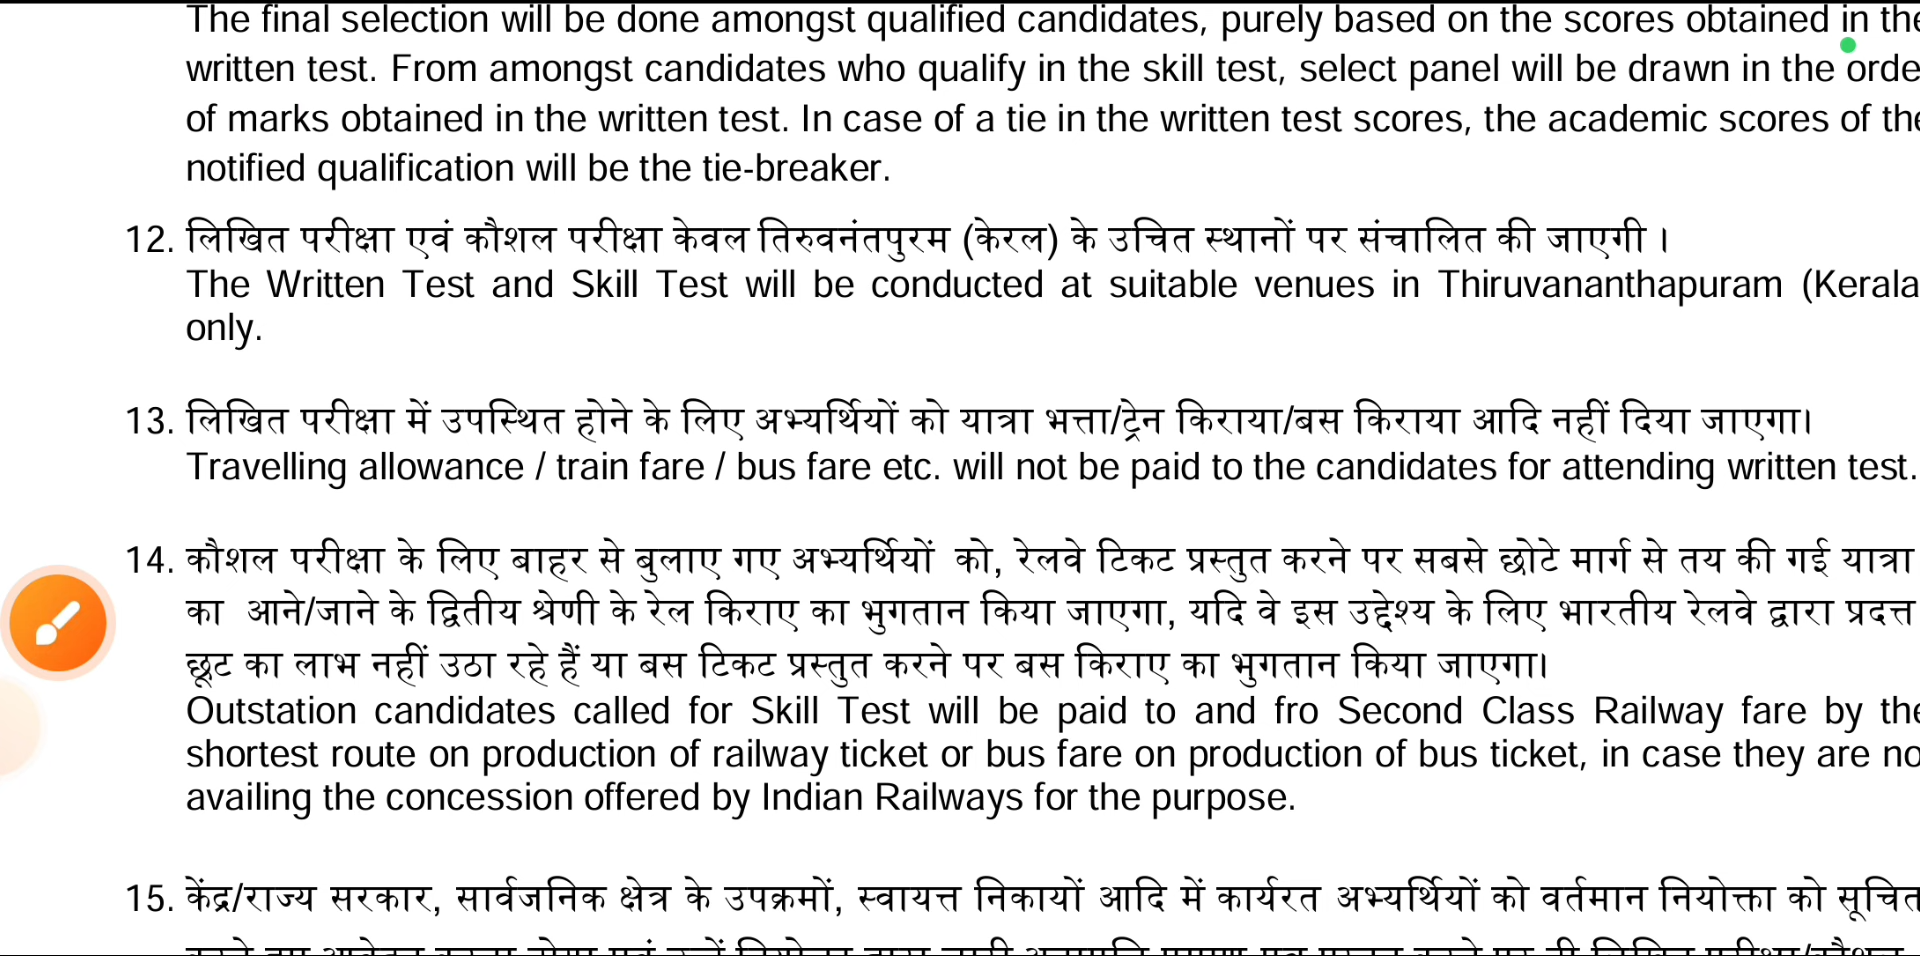 The final selection will be done amongst qualified candidates, purely based on the scores obtained in the
written test. From amongst candidates who qualify in the skill test, select panel will be drawn in the orde
of marks obtained in the written test. In case of a tie in the written test scores, the academic scores of the
notified qualification will be the tie-breaker.
12. लिखित परीक्षा एवं कौशल परीक्षा केवल तिरुवनंतपुरम (केरल) के उचित स्थानों पर संचालित की जाएगी ।
The Written Test and Skill Test will be conducted at suitable venues in Thiruvananthapuram (Kerala
only.
13. लिखित परीक्षा में उपस्थित होने के लिए अभ्यर्थियों को यात्रा भत्ता/ट्रेन किराया/बस किराया आदि नहीं दिया जाएगा।
Travelling allowance / train fare / bus fare etc. will not be paid to the candidates for attending written test.
14. कौशल परीक्षा के लिए बाहर से बुलाए गए अभ्यर्थियों को, रेलवे टिकट प्रस्तुत करने पर सबसे छोटे मार्ग से तय की गई यात्रा
का आने/जाने के द्वितीय श्रेणी के रेल किराए का भुगतान किया जाएगा, यदि वे इस उद्देश्य के लिए भारतीय रेलवे द्वारा प्रदत्त
छूट का लाभ नहीं उठा रहे हैं या बस टिकट प्रस्तुत करने पर बस किराए का भुगतान किया जाएगा।
Outstation candidates called for Skill Test will be paid to and fro Second Class Railway fare by the
shortest route on production of railway ticket or bus fare on production of bus ticket, in case they are no
availing the concession offered by Indian Railways for the purpose.
15. केंद्र/राज्य सरकार, सार्वजनिक क्षेत्र के उपक्रमों, स्वायत्त निकायों आदि में कार्यरत अभ्यर्थियों को वर्तमान नियोक्ता को सूचित